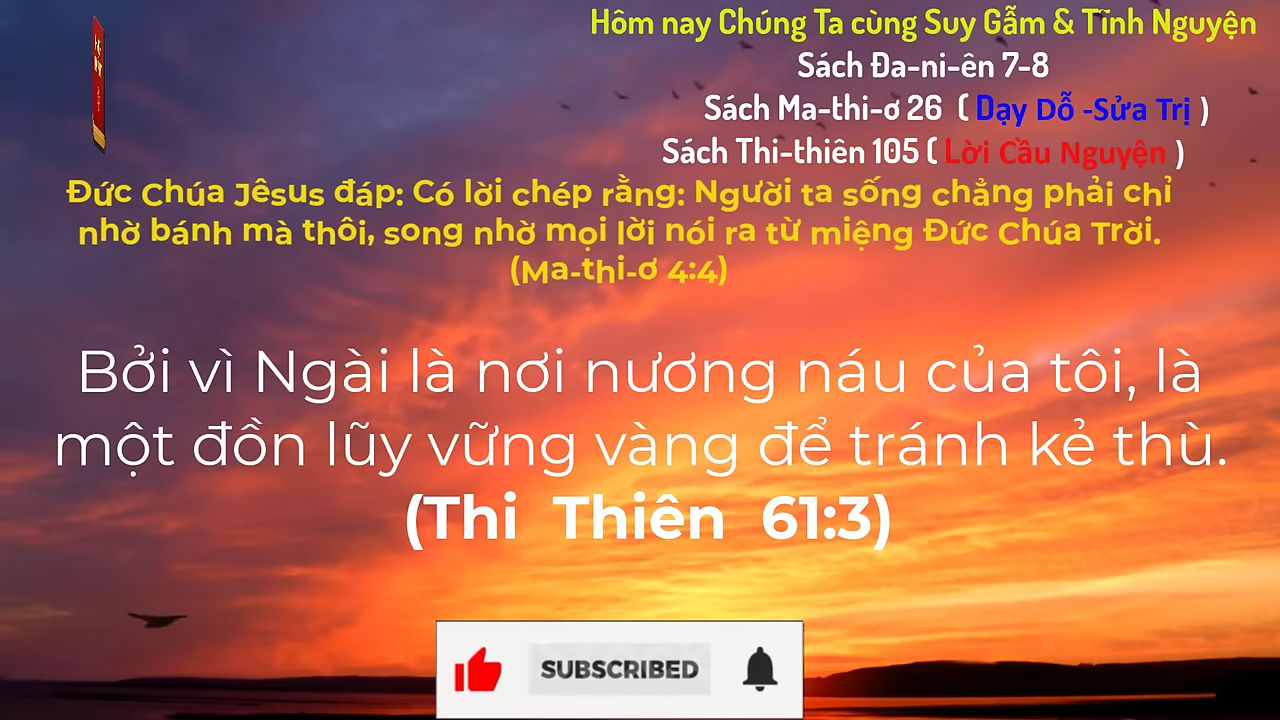 Hôm nay Chúng Ta cùng Suy Gẫm & Tĩnh Nguyện
Sách Đa-ni-ên 7-8
Sách Ma-thi-ơ 26 ( Dạy Dỗ -Sửa Trị )
Sách Thi-thiên 105 ( Lời Cầu Nguyện )
Đức Chúa Jêsus đáp: Có lời chép rằng: Người ta sống chẳng phải chỉ
nhờ bánh mà thôi, song nhờ mọi lời nói ra từ miệng Đức Chúa Trời.
(Ma-thi-ơ 4:4)
Bởi vì Ngài là nơi nương náu của tôi, là
một đồn lũy vững vàng để tránh kẻ thù.
(Thi Thiên 61:3)
SUBSCRIBED